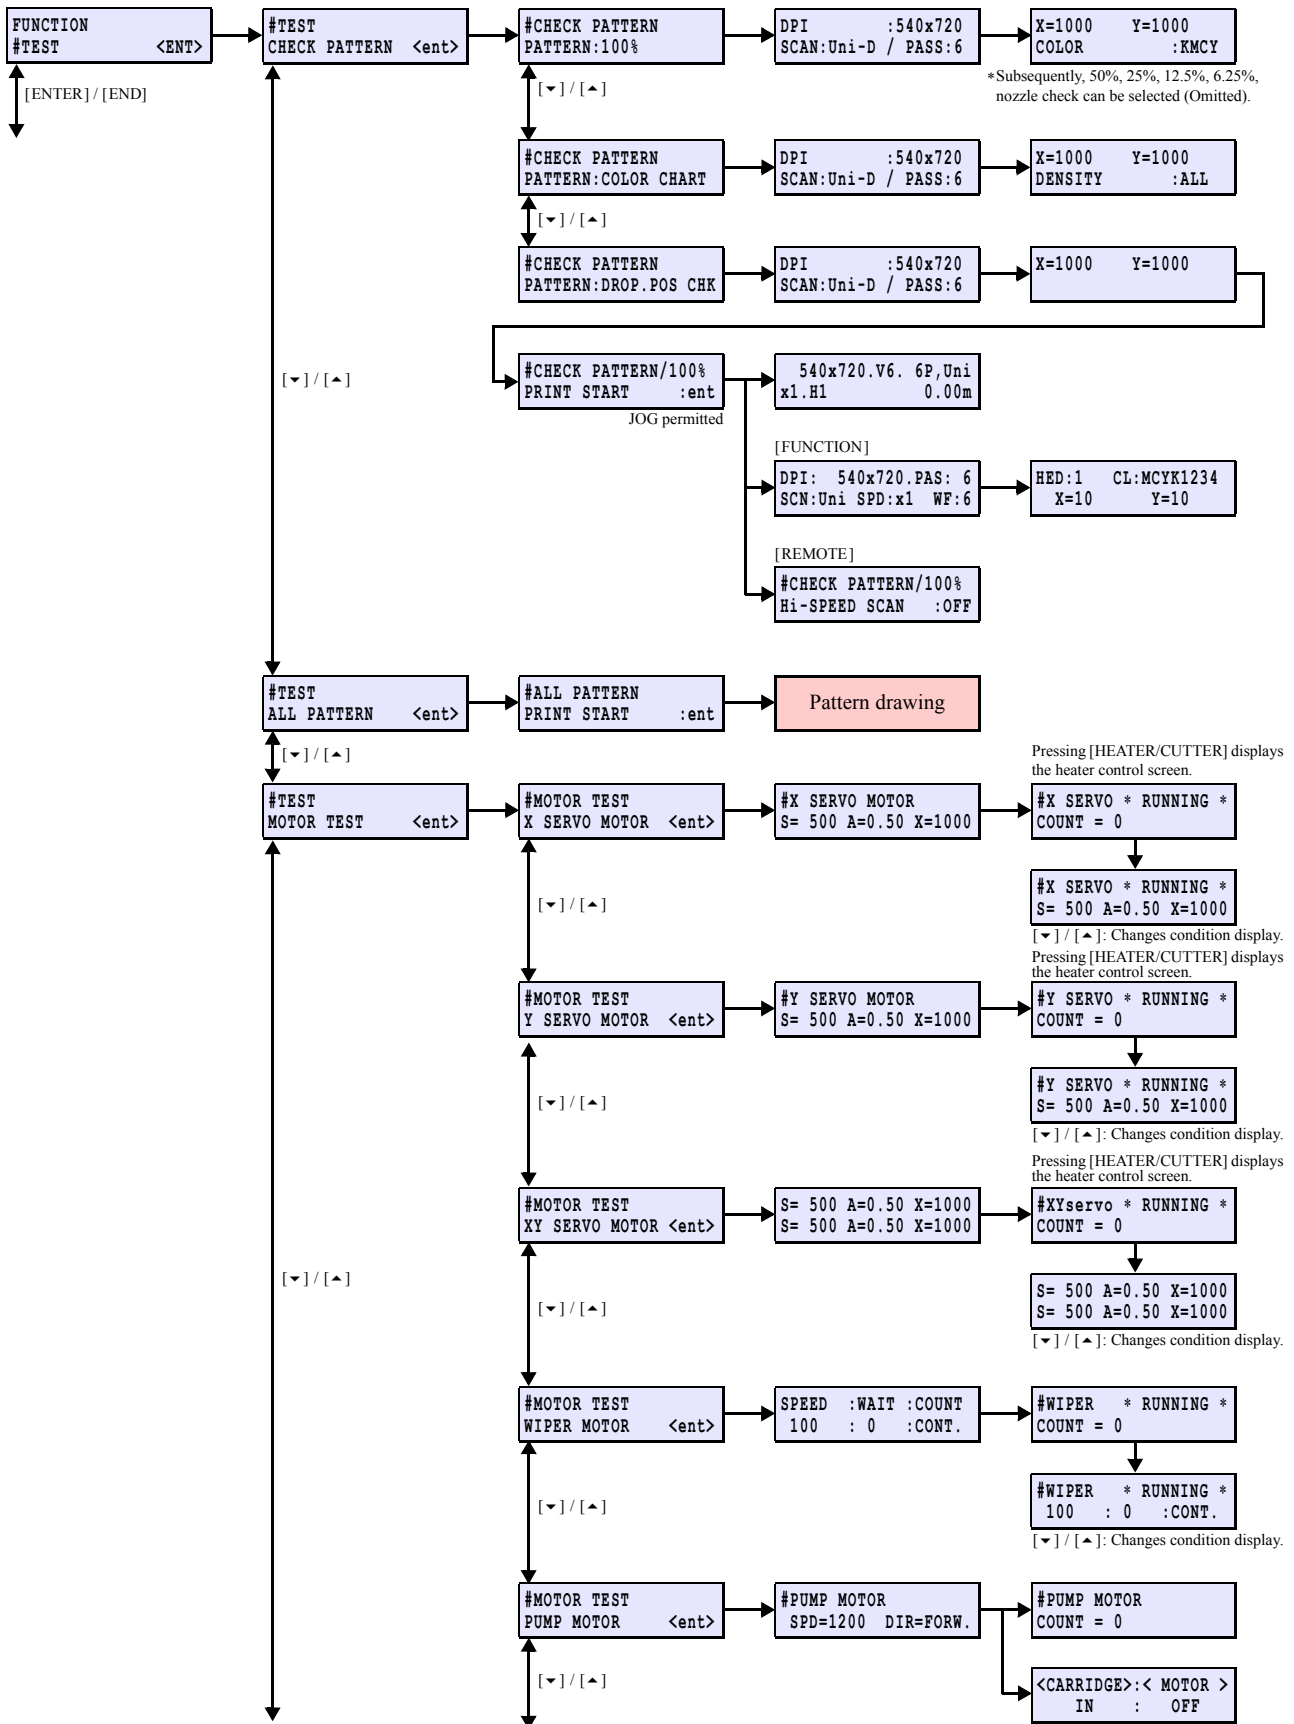 FUNCTION
#TEST <ENT>
#TEST
CHECK PATTERN <ent>
#CHECK PATTERN
PATTERN:100%
DPI :540x720
SCAN:Uni-D / PASS:6
X=1000 Y=1000
COLOR :KMCY
[ENTER] / [END]
[▼] / [▲]
*Subsequently, 50%, 25%, 12.5%, 6.25%,
nozzle check can be selected (Omitted).
#CHECK PATTERN
PATTERN:COLOR CHART
DPI :540x720
SCAN:Uni-D / PASS:6
X=1000 Y=1000
DENSITY :ALL
[▼] / [▲]
#CHECK PATTERN
PATTERN:DROP.POS CHK
DPI :540x720
SCAN:Uni-D / PASS:6
X=1000 Y=1000
[▼] / [▲]
#CHECK PATTERN/100%
PRINT START :ent
JOG permitted
540x720.V6. 6P,Uni
x1.H1 0.00m
[FUNCTION]
DPI: 540x720.PAS: 6
SCN:Uni SPD:x1 WF:6
HED:1 CL:MCYK1234
X=10 Y=10
[REMOTE]
#CHECK PATTERN/100%
Hi-SPEED SCAN :OFF
#TEST
ALL PATTERN <ent>
#ALL PATTERN
PRINT START :ent
Pattern drawing
[▼] / [▲]
#TEST
MOTOR TEST <ent>
#MOTOR TEST
X SERVO MOTOR <ent>
#X SERVO MOTOR
S= 500 A=0.50 X=1000
Pressing [HEATER/CUTTER] displays
the heater control screen.
#X SERVO * RUNNING *
COUNT = 0
#X SERVO * RUNNING *
S= 500 A=0.50 X=1000
[▼] / [▲]: Changes condition display.
[▼] / [▲]
#MOTOR TEST
Y SERVO MOTOR <ent>
#Y SERVO MOTOR
S= 500 A=0.50 X=1000
Pressing [HEATER/CUTTER] displays
the heater control screen.
#Y SERVO * RUNNING *
COUNT = 0
#Y SERVO * RUNNING *
S= 500 A=0.50 X=1000
[▼] / [▲]: Changes condition display.
[▼] / [▲]
#MOTOR TEST
XY SERVO MOTOR <ent>
S= 500 A=0.50 X=1000
S= 500 A=0.50 X=1000
Pressing [HEATER/CUTTER] displays
the heater control screen.
#XYservo * RUNNING *
COUNT = 0
S= 500 A=0.50 X=1000
S= 500 A=0.50 X=1000
[▼] / [▲]: Changes condition display.
[▼] / [▲]
[▼] / [▲]
#MOTOR TEST
WIPER MOTOR <ent>
SPEED :WAIT :COUNT
100 : 0 :CONT.
#WIPER * RUNNING *
COUNT = 0
#WIPER * RUNNING *
100 : 0 :CONT.
[▼] / [▲]: Changes condition display.
[▼] / [▲]
#MOTOR TEST
PUMP MOTOR <ent>
#PUMP MOTOR
SPD=1200 DIR=FORW.
#PUMP MOTOR
COUNT = 0
<CARRIDGE>:< MOTOR >
IN : OFF
[▼] / [▲]